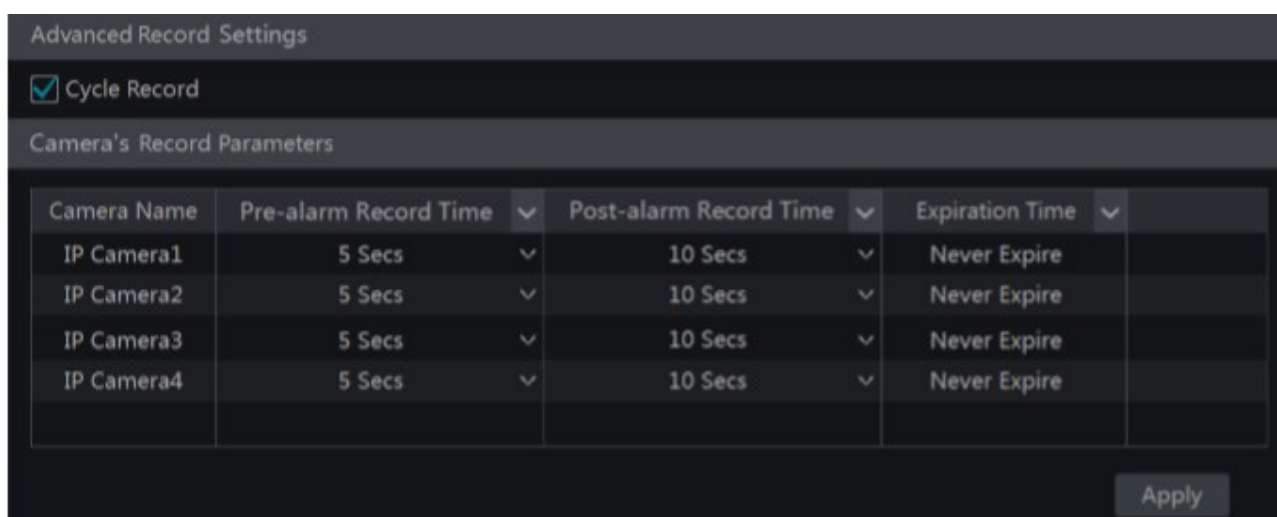 Advanced Record Settings
Cycle Record
Camera's Record Parameters
Camera Name Pre-alarm Record Time Post-alarm Record Time Expiration Time
IP Camera1 5 Secs 10 Secs Never Expire
IP Camera2 5 Secs 10 Secs Never Expire
IP Camera3 5 Secs 10 Secs Never Expire
IP Camera4 5 Secs 10 Secs Never Expire
Apply